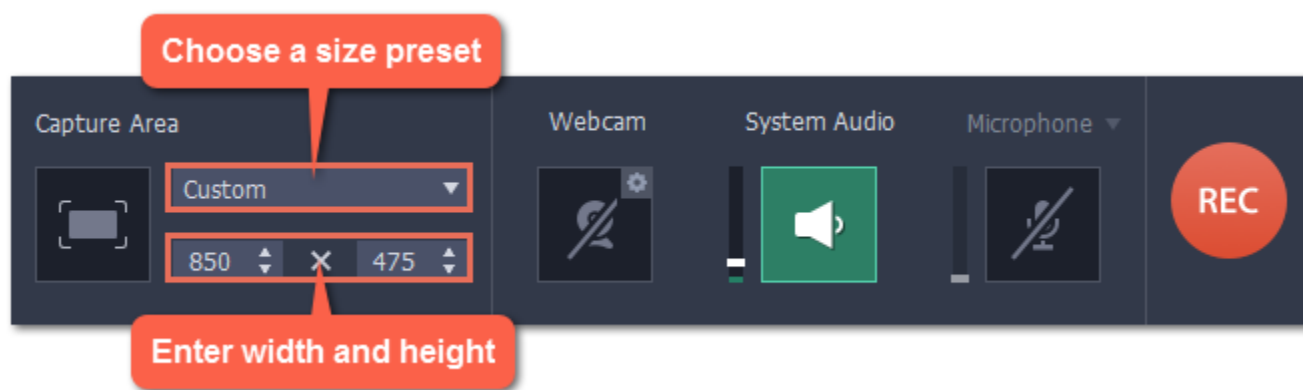 Choose a size preset
Capture Area
Webcam
System Audio
Microphone
Custom
REC
850 × 475
Enter width and height